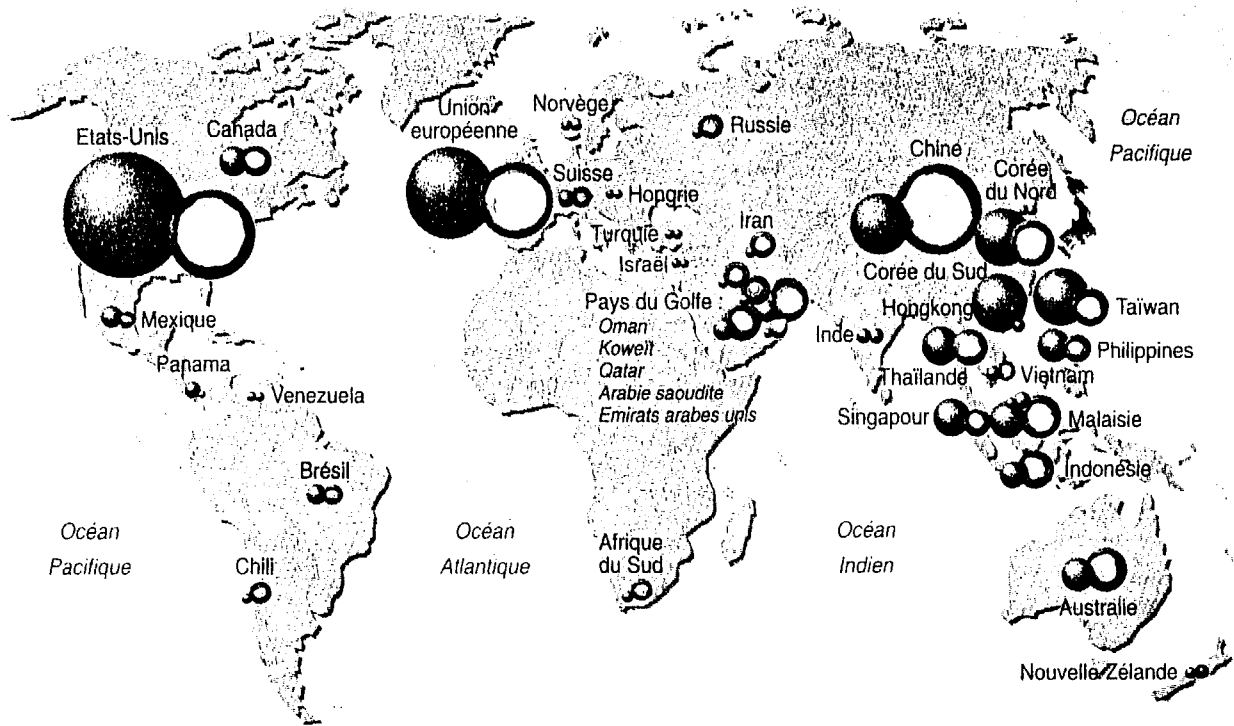 Etats-Unis
Canada
Mexique
Panama
Venezuela
Brésil
Chili
Océan
Pacifique
Union
européenne
Norvège
Suisse
Hongrie
Turquie
Israël
Russie
Iran
Pays du Golfe
Oman
Koweït
Qatar
Arabie saoudite
Emirats arabes unis
Océan
Atlantique
Afrique
du Sud
Chine
Corée
du Nord
Océan
Pacifique
Corée du Sud
Hongkong
Taïwan
Inde
Philippines
Thaïlande
Vietnam
Singapour
Malaisie
Indonésie
Océan
Indien
Australie
Nouvelle-Zélande